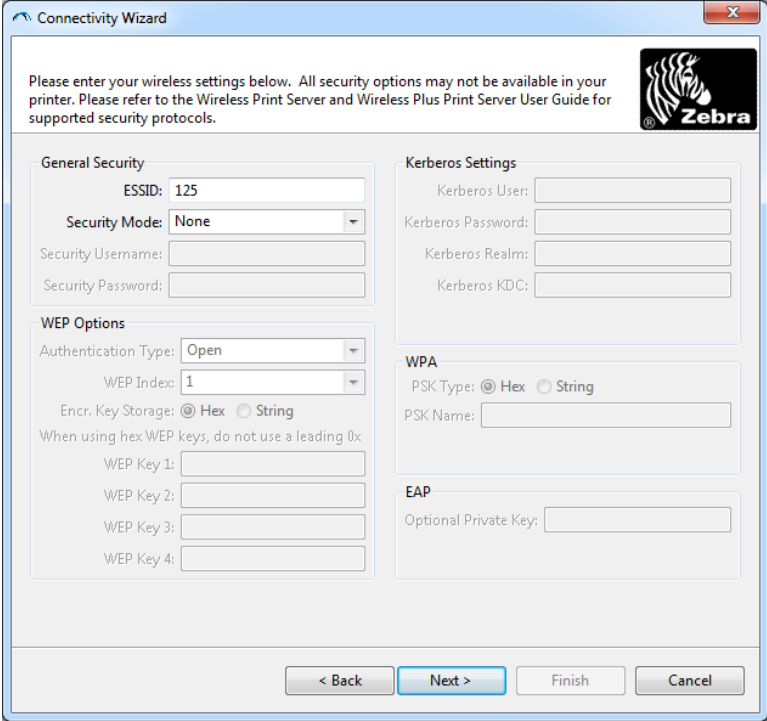 Connectivity Wizard
Please enter your wireless settings below.  All security options may not be available in your
printer. Please refer to the Wireless Print Server and Wireless Plus Print Server User Guide for
supported security protocols.
® Zebra
General Security
ESSID: 125
Security Mode: None
Security Username:
Security Password:
WEP Options
Authentication Type: Open
WEP Index: 1
Encr. Key Storage: Hex String
When using hex WEP keys, do not use a leading 0x
WEP Key 1:
WEP Key 2:
WEP Key 3:
WEP Key 4:
Kerberos Settings
Kerberos User:
Kerberos Password:
Kerberos Realm:
Kerberos KDC:
WPA
PSK Type: Hex String
PSK Name:
EAP
Optional Private Key:
< Back Next > Finish Cancel